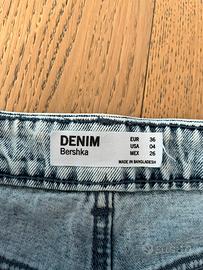 DENIM
Bershka
EUR 36
USA 04
MEX 26
MADE IN BANGLADESH